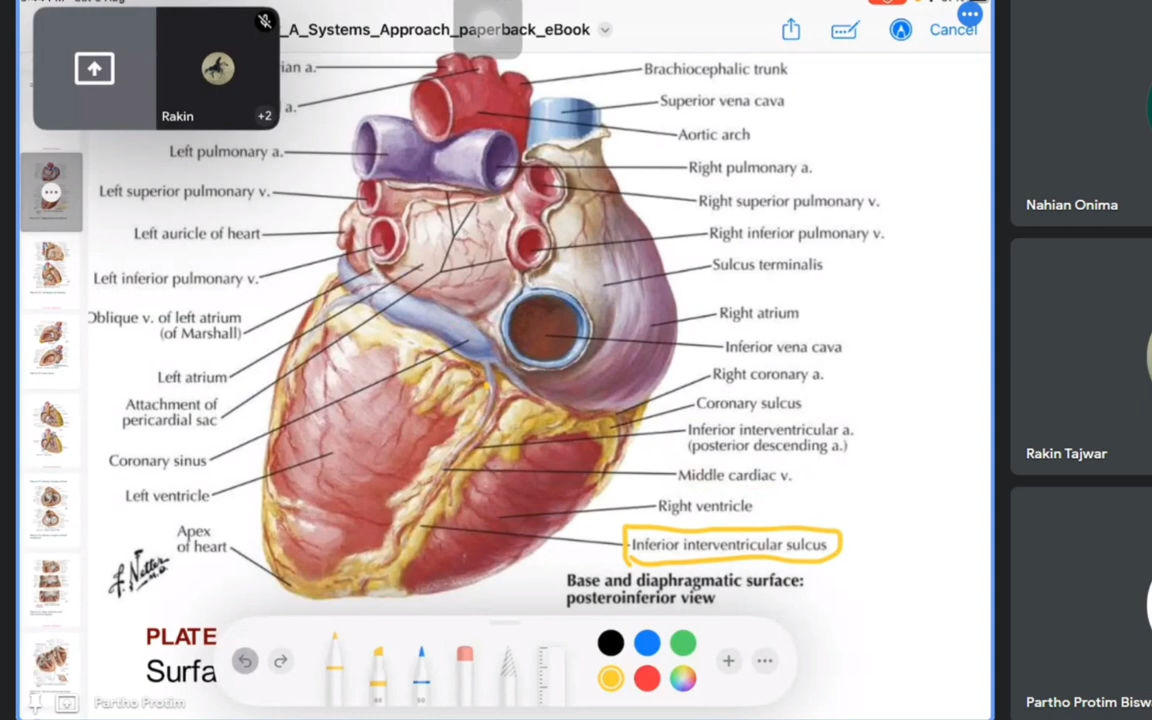 _A_Systems_Approach_paperback_eBook
Cancel
Rakin
+2
ian a.
a.
Left pulmonary a.
Left superior pulmonary v.
Left auricle of heart
Left inferior pulmonary v.
Oblique v. of left atrium
(of Marshall)
Left atrium
Attachment of
pericardial sac
Coronary sinus
Left ventricle
Apex
of heart
Brachiocephalic trunk
Superior vena cava
Aortic arch
Right pulmonary a.
Right superior pulmonary v.
Right inferior pulmonary v.
Sulcus terminalis
Right atrium
Inferior vena cava
Right coronary a.
Coronary sulcus
Inferior interventricular a.
(posterior descending a.)
Middle cardiac v.
Right ventricle
Inferior interventricular sulcus
Base and diaphragmatic surface:
posteroinferior view
F. Netter
M.D.
PLATE
Surfa
Partho Protim
Nahian Onima
Rakin Tajwar
Partho Protim Bisw